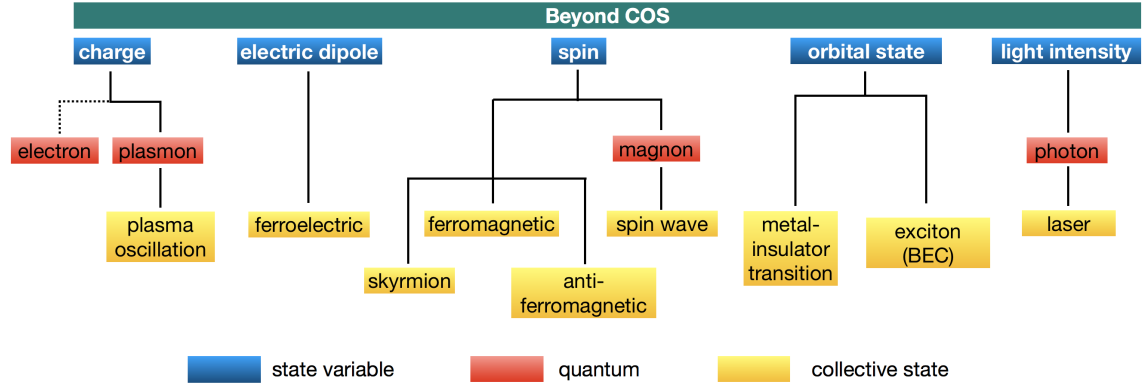 Beyond COS
charge
electric dipole
spin
orbital state
light intensity
electron
plasmon
magnon
photon
plasma
oscillation
ferroelectric
ferromagnetic
spin wave
metal-
insulator
transition
exciton
(BEC)
laser
skyrmion
anti-
ferromagnetic
state variable
quantum
collective state